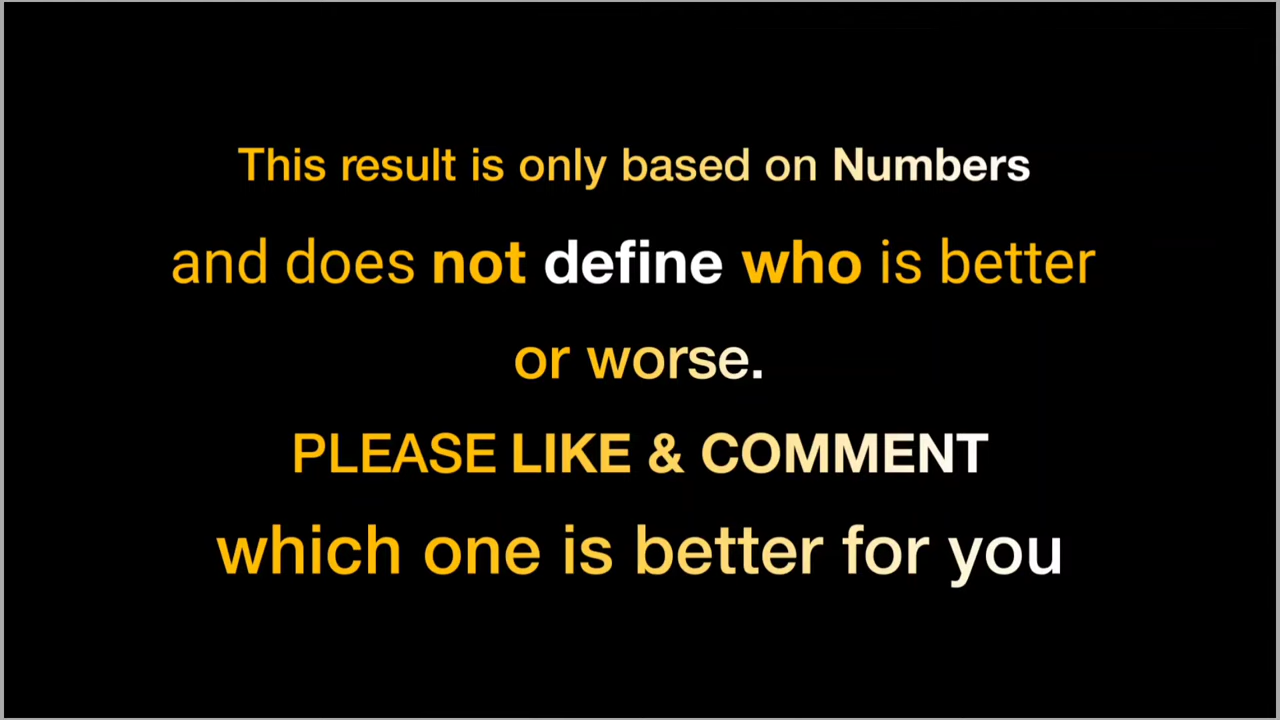 This result is only based on Numbers
and does not define who is better
or worse.
PLEASE LIKE & COMMENT
which one is better for you